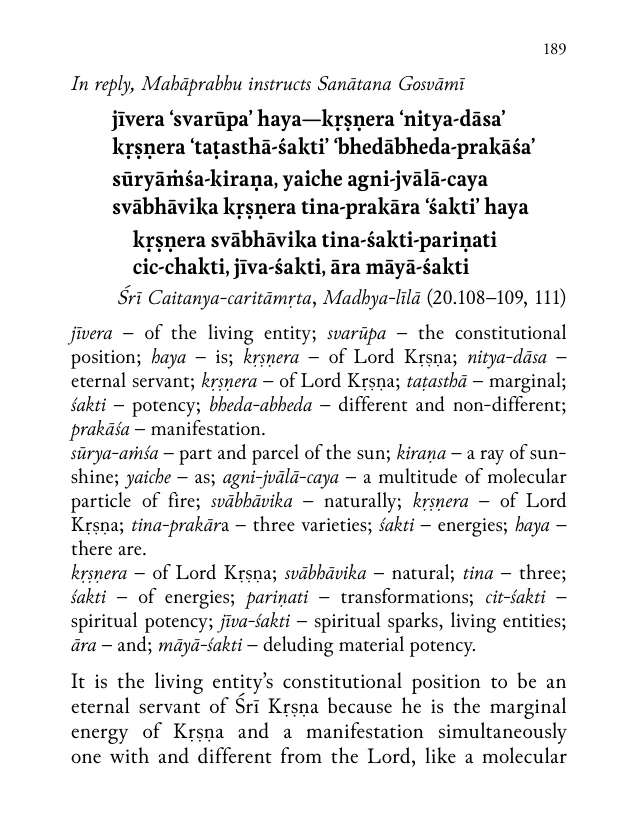 189
In reply, Mahāprabhu instructs Sanātana Gosvāmī
jīvera ‘svarūpa’ haya—kṛṣṇera ‘nitya-dāsa’
kṛṣṇera ‘taṭasthā-śakti’ ‘bhedābheda-prakāśa’
sūryāṁśa-kiraṇa, yaiche agni-jvālā-caya
svābhāvika kṛṣṇera tina-prakāra ‘śakti’ haya
kṛṣṇera svābhāvika tina-śakti-pariṇati
cic-chakti, jīva-śakti, āra māyā-śakti
Śrī Caitanya-caritāmṛta, Madhya-līlā (20.108–109, 111)
jīvera – of the living entity; svarūpa – the constitutional
position; haya – is; kṛṣṇera – of Lord Kṛṣṇa; nitya-dāsa –
eternal servant; kṛṣṇera – of Lord Kṛṣṇa; taṭasthā – marginal;
śakti – potency; bheda-abheda – different and non-different;
prakāśa – manifestation.
sūrya-aṁśa – part and parcel of the sun; kiraṇa – a ray of sun-
shine; yaiche – as; agni-jvālā-caya – a multitude of molecular
particle of fire; svābhāvika – naturally; kṛṣṇera – of Lord
Kṛṣṇa; tina-prakāra – three varieties; śakti – energies; haya –
there are.
kṛṣṇera – of Lord Kṛṣṇa; svābhāvika – natural; tina – three;
śakti – of energies; pariṇati – transformations; cit-śakti –
spiritual potency; jīva-śakti – spiritual sparks, living entities;
āra – and; māyā-śakti – deluding material potency.
It is the living entity’s constitutional position to be an
eternal servant of Śrī Kṛṣṇa because he is the marginal
energy of Kṛṣṇa and a manifestation simultaneously
one with and different from the Lord, like a molecular